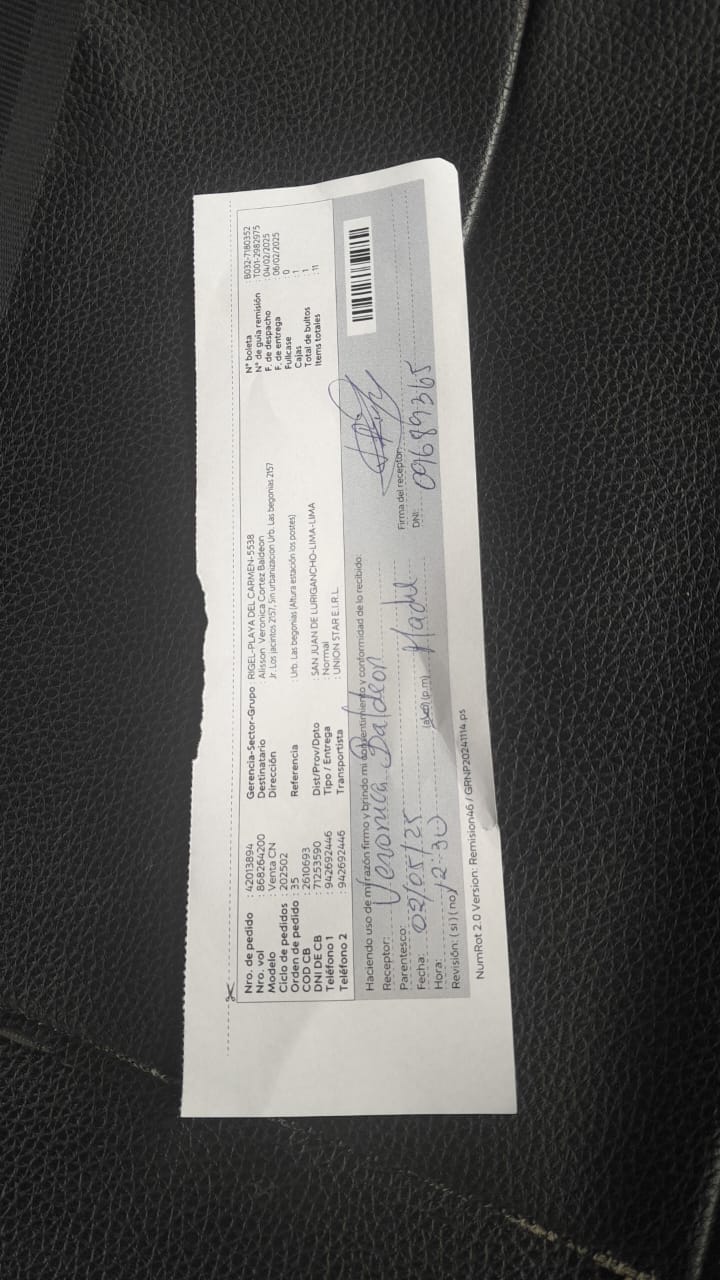 Nro. de pedido : 42013894
Nro. vol : 868264200
Modelo : Venta CN
Ciclo de pedidos : 202502
Orden de pedido : 35
COD CB : 2610693
DNI DE CB : 71253590
Teléfono 1 : 942692446
Teléfono 2 : 942692446
Gerencia-Sector-Grupo : RIGEL-PLAYA DEL CARMEN-5538
Destinatario : Alisson Veronica Cortez Baldeon
Dirección : Jr. Los jacintos 2157, Sn urbanizacion Urb. Las begonias 2157
Referencia : Urb. Las begonias (Altura estación los postes)
Dist/Prov/Dpto : SAN JUAN DE LURIGANCHO-LIMA-LIMA
Tipo / Entrega : Normal
Transportista : UNION STAR E.I.R.L.
N° boleta : B032-7180352
N° de guía remisión : T001-2982975
F. de despacho : 04/02/2025
F. de entrega : 06/02/2025
Fullcase : 0
Cajas : 1
Total de bultos : 1
Items totales : 11
Haciendo uso de mi razón firmo y brindo mi consentimiento y conformidad de lo recibido:
Receptor: Veronica Baldeon
Parentesco: Madre
Firma del receptor:
Fecha: 02/05/25
DNI: 09689365
Hora: 12:30 (p.m)
Revisión: ( si ) ( no )
NumRot 2.0 Version: Remision46 / GRNP20241114.ps